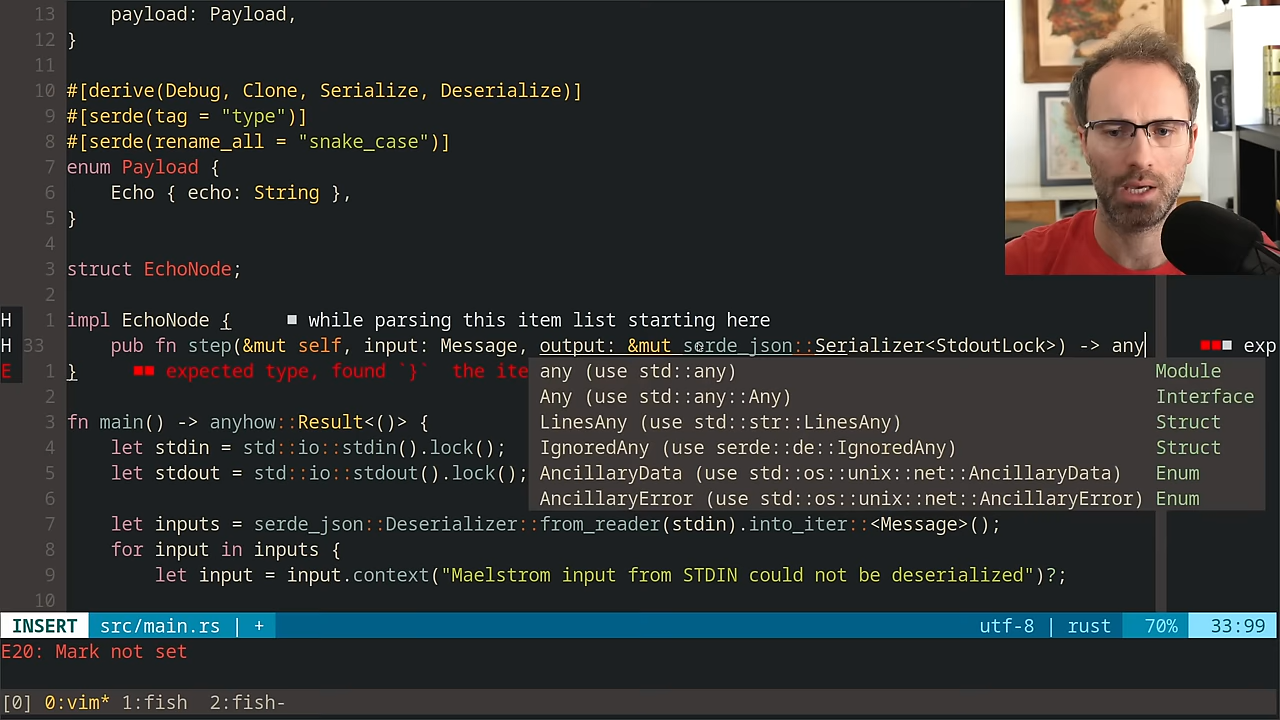 13 payload: Payload,
12 }
11
10 #[derive(Debug, Clone, Serialize, Deserialize)]
9 #[serde(tag = "type")]
8 #[serde(rename_all = "snake_case")]
7 enum Payload {
6 Echo { echo: String },
5 }
4
3 struct EchoNode;
2
H 1 impl EchoNode { ■ while parsing this item list starting here
H 33 pub fn step(&mut self, input: Message, output: &mut serde_json::Serializer<StdoutLock>) -> any ■■■ exp
E 1 } ■■ expected type, found `}` the ite
any (use std::any) Module
2 Any (use std::any::Any) Interface
3 fn main() -> anyhow::Result<()> { LinesAny (use std::str::LinesAny) Struct
4 let stdin = std::io::stdin().lock(); IgnoredAny (use serde::de::IgnoredAny) Struct
5 let stdout = std::io::stdout().lock(); AncillaryData (use std::os::unix::net::AncillaryData) Enum
6 AncillaryError (use std::os::unix::net::AncillaryError) Enum
7 let inputs = serde_json::Deserializer::from_reader(stdin).into_iter::<Message>();
8 for input in inputs {
9 let input = input.context("Maelstrom input from STDIN could not be deserialized")?;
10
INSERT src/main.rs | + utf-8 | rust 70% 33:99
E20: Mark not set
[0] 0:vim* 1:fish 2:fish-